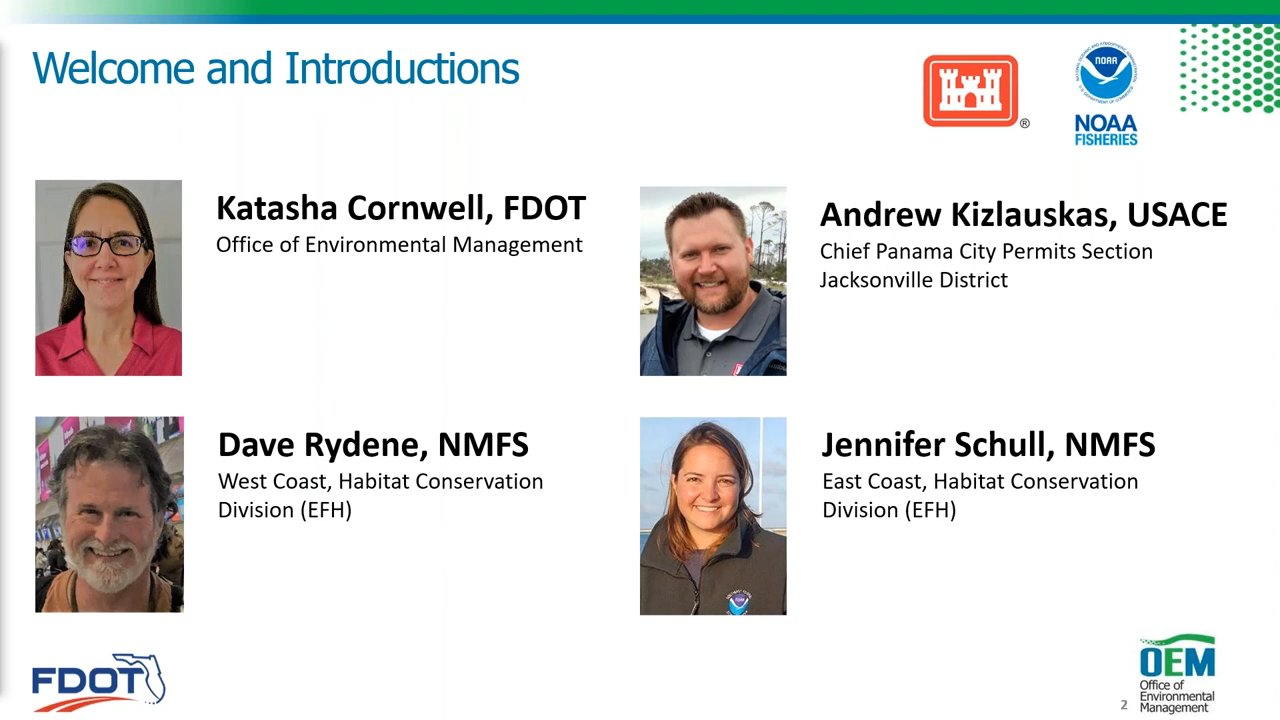 Welcome and Introductions
®
NOAA
NOAA
FISHERIES
Katasha Cornwell, FDOT
Office of Environmental Management
Andrew Kizlauskas, USACE
Chief Panama City Permits Section
Jacksonville District
Dave Rydene, NMFS
West Coast, Habitat Conservation
Division (EFH)
Jennifer Schull, NMFS
East Coast, Habitat Conservation
Division (EFH)
FDOT
OEM
Office of
Environmental
Management
2